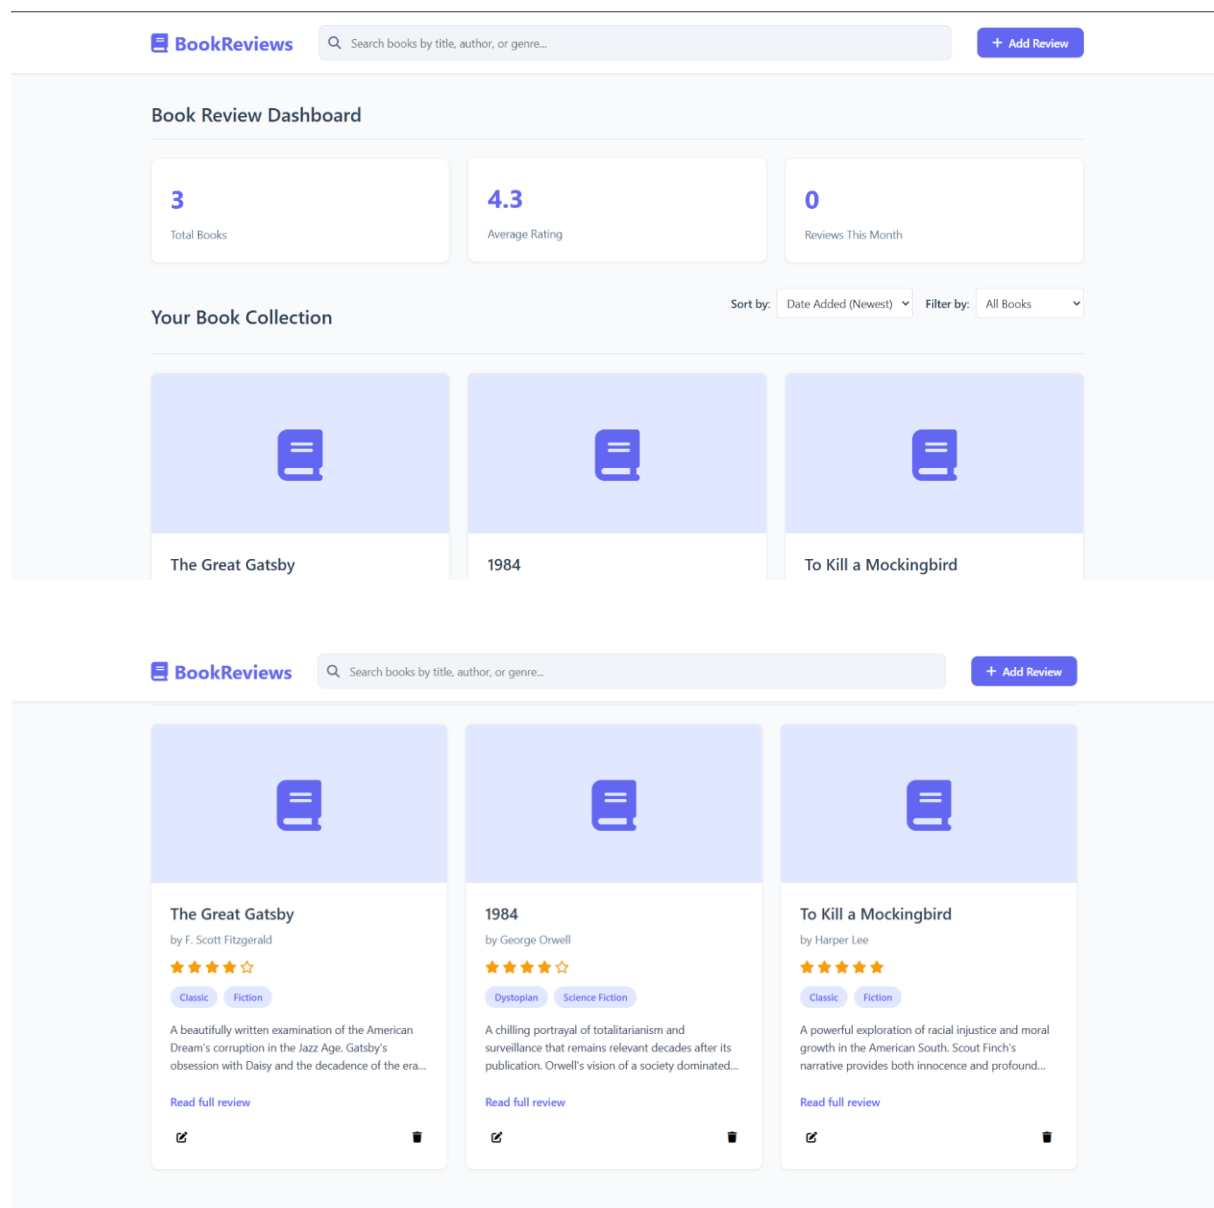 BookReviews
Search books by title, author, or genre...
+ Add Review
Book Review Dashboard
3
Total Books
4.3
Average Rating
0
Reviews This Month
Your Book Collection
Sort by: Date Added (Newest) Filter by: All Books
The Great Gatsby
1984
To Kill a Mockingbird
BookReviews
Search books by title, author, or genre...
+ Add Review
The Great Gatsby
by F. Scott Fitzgerald
Classic Fiction
A beautifully written examination of the American
Dream's corruption in the Jazz Age. Gatsby's
obsession with Daisy and the decadence of the era...
Read full review
1984
by George Orwell
Dystopian Science Fiction
A chilling portrayal of totalitarianism and
surveillance that remains relevant decades after its
publication. Orwell's vision of a society dominated...
Read full review
To Kill a Mockingbird
by Harper Lee
Classic Fiction
A powerful exploration of racial injustice and moral
growth in the American South. Scout Finch's
narrative provides both innocence and profound...
Read full review